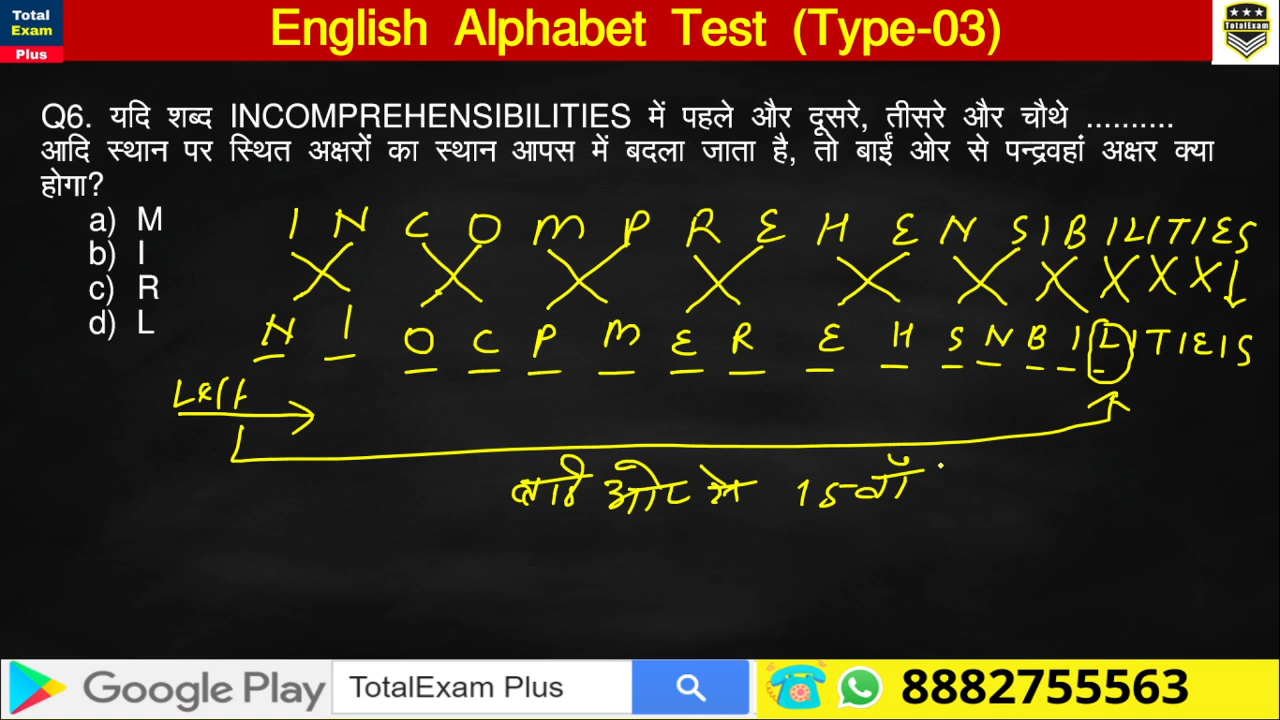 Total
Exam
Plus
English Alphabet Test (Type-03)
TotalExam
Q6. यदि शब्द INCOMPREHENSIBILITIES में पहले और दूसरे, तीसरे और चौथे ..........
आदि स्थान पर स्थित अक्षरों का स्थान आपस में बदला जाता है, तो बाईं ओर से पन्द्रवहां अक्षर क्या
होगा?
a) M
b) I
c) R
d) L
I N C O M P R E H E N S I B I L I T I E S
N I O C P M E R E H S N B I L I T I E I S
Left
बाईं ओर से 15वाँ
Google Play
TotalExam Plus
8882755563